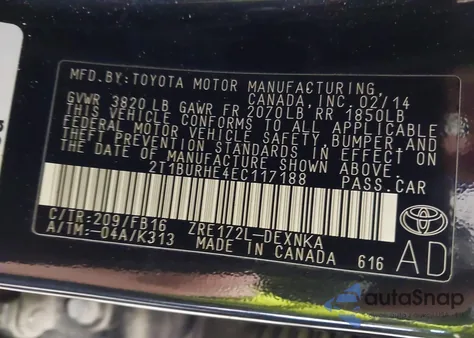 MFD.BY:TOYOTA MOTOR MANUFACTURING,
CANADA, INC. 02/14
GVWR 3820 LB GAWR FR 2070LB RR 1850LB
THIS VEHICLE CONFORMS TO ALL APPLICABLE
FEDERAL MOTOR VEHICLE SAFETY, BUMPER, AND
THEFT PREVENTION STANDARDS IN EFFECT ON
THE DATE OF MANUFACTURE SHOWN ABOVE.
2T1BURHE4EC117188 PASS.CAR
C/TR:209/FB16 ZRE172L-DEXNKA
A/TM:-04A/K313 MADE IN CANADA 616
TOYOTA
AD
autoSnap